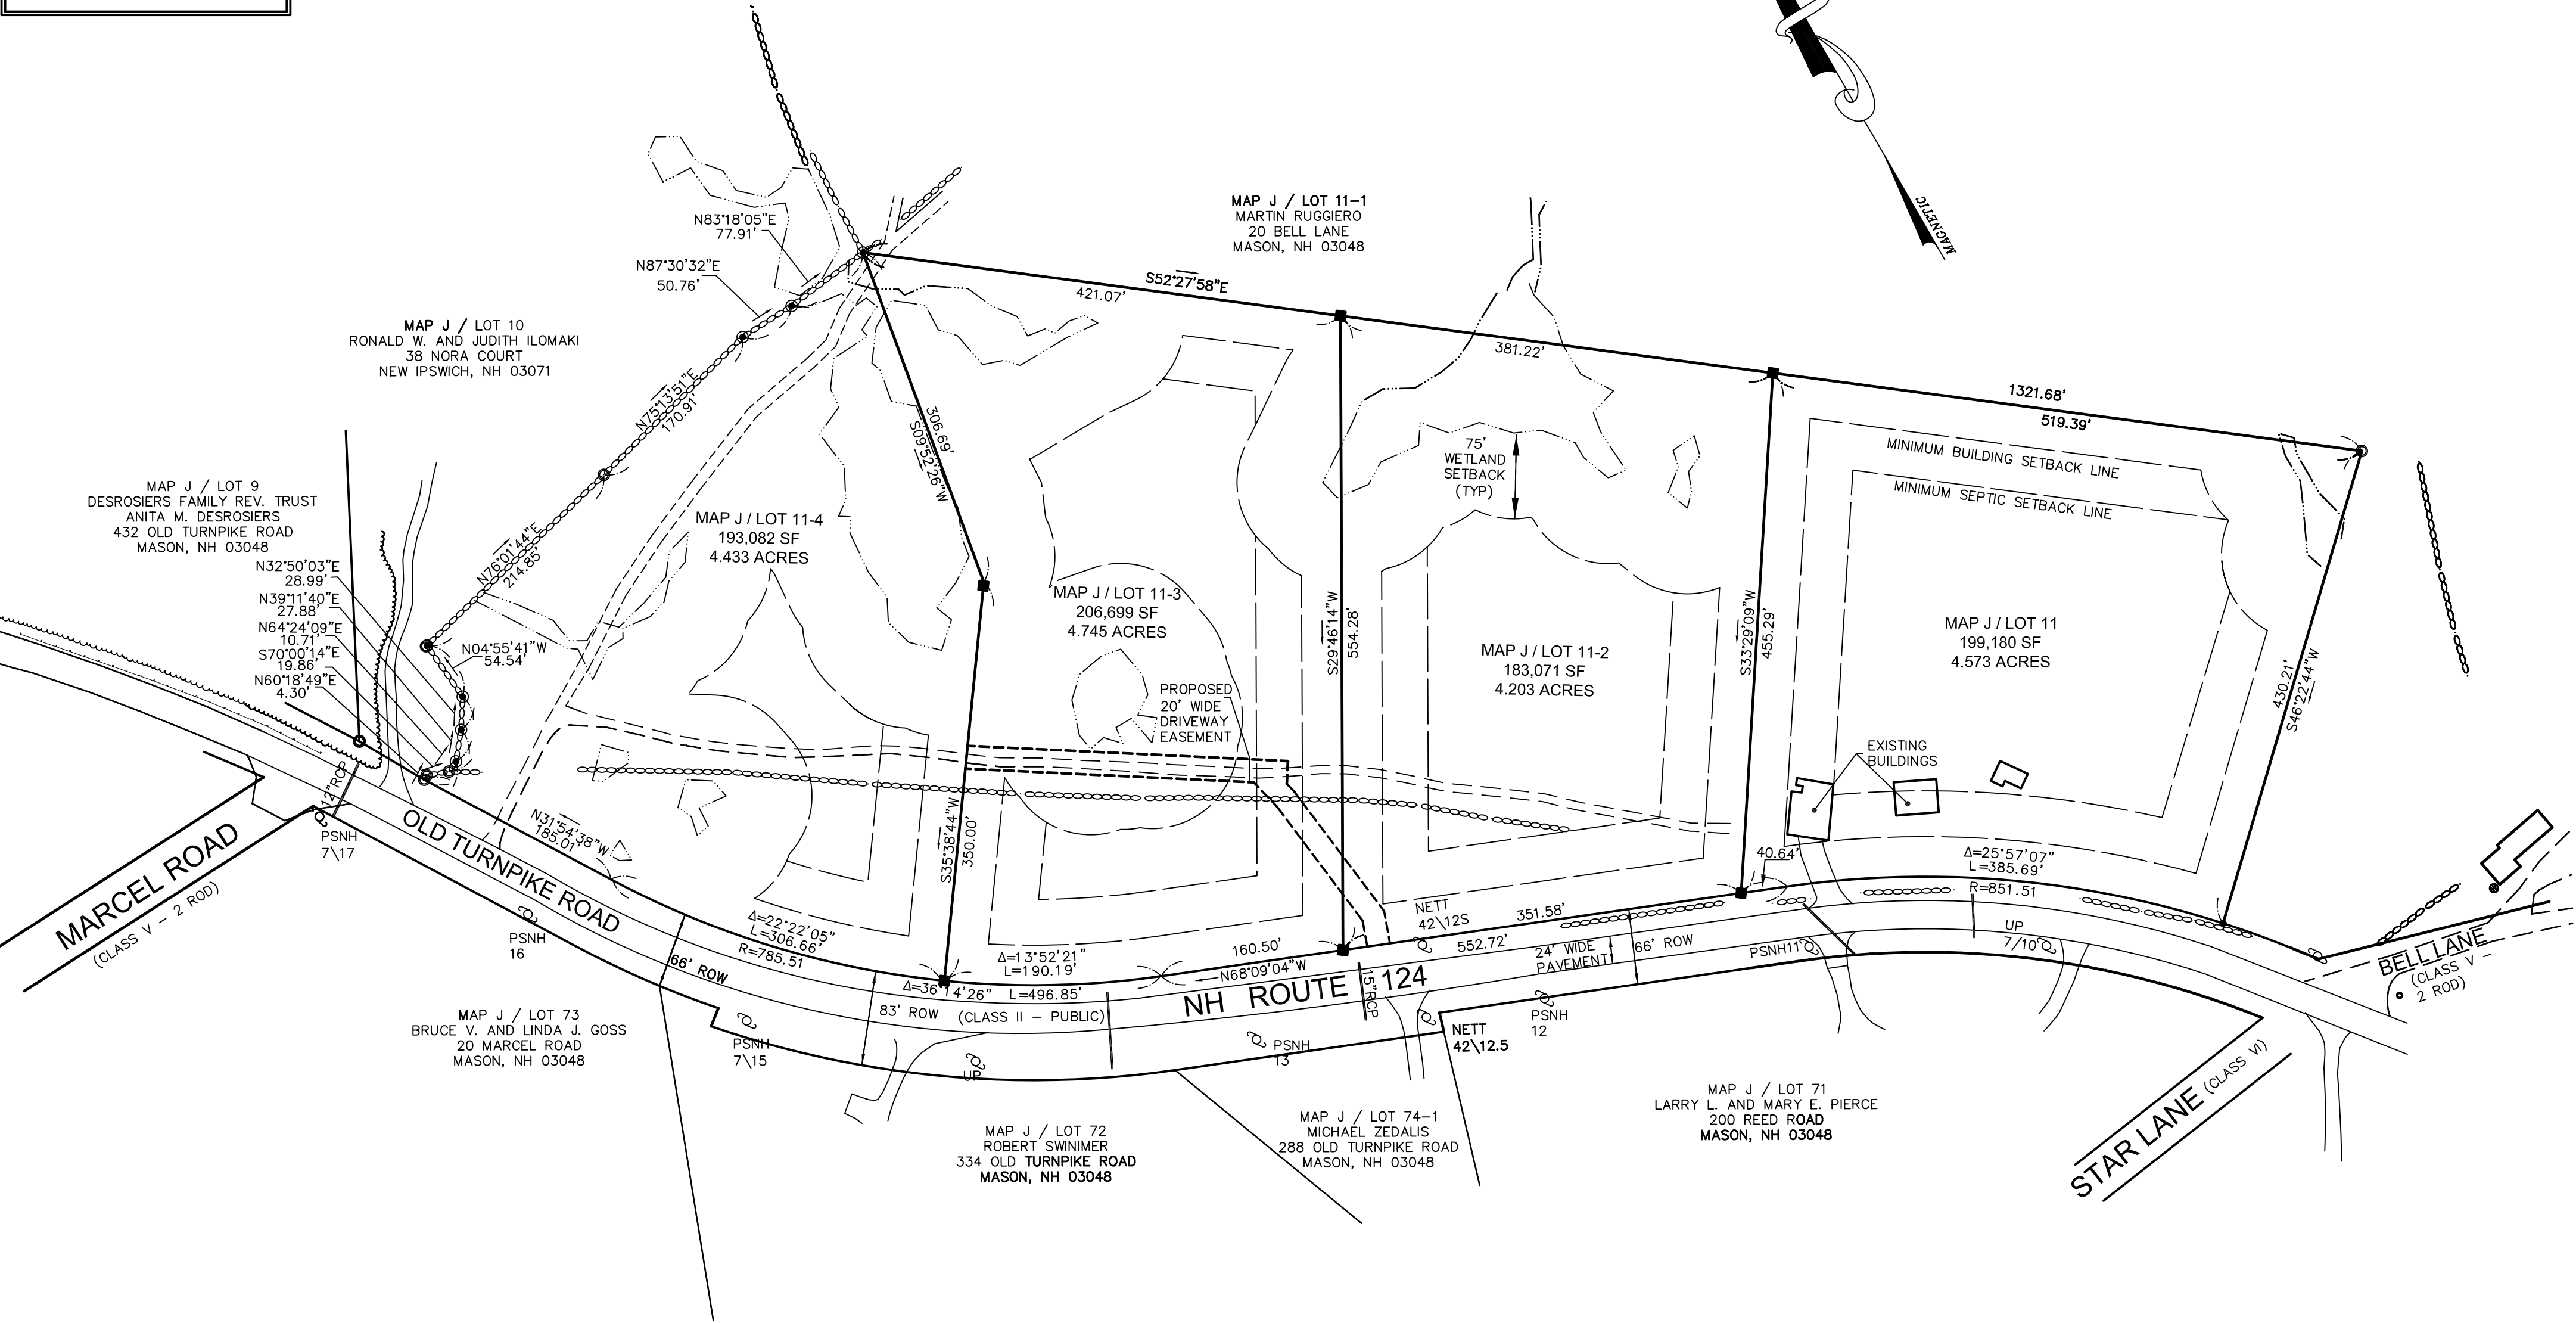 MAGNETIC
MAP J / LOT 11-1
MARTIN RUGGIERO
20 BELL LANE
MASON, NH 03048
N83°18'05"E
77.91'
N87°30'32"E
50.76'
S52°27'58"E
421.07'
381.22'
1321.68'
519.39'
MAP J / LOT 10
RONALD W. AND JUDITH ILOMAKI
38 NORA COURT
NEW IPSWICH, NH 03071
N75°13'51"E
170.91'
306.69'
S09°52'26"W
75'
WETLAND
SETBACK
(TYP)
MINIMUM BUILDING SETBACK LINE
MINIMUM SEPTIC SETBACK LINE
MAP J / LOT 9
DESROSIERS FAMILY REV. TRUST
ANITA M. DESROSIERS
432 OLD TURNPIKE ROAD
MASON, NH 03048
N76°01'44"E
214.85'
MAP J / LOT 11-4
193,082 SF
4.433 ACRES
N32°50'03"E
28.99'
N39°11'40"E
27.88'
N64°24'09"E
10.71'
S70°00'14"E
19.86'
N60°18'49"E
4.30'
N04°55'41"W
54.54'
MAP J / LOT 11-3
206,699 SF
4.745 ACRES
S29°46'14"W
554.28'
MAP J / LOT 11-2
183,071 SF
4.203 ACRES
S33°29'09"W
455.29'
MAP J / LOT 11
199,180 SF
4.573 ACRES
430.21'
S46°22'44"W
PROPOSED
20' WIDE
DRIVEWAY
EASEMENT
EXISTING
BUILDINGS
12"RCP
PSNH
7\17
MARCEL ROAD
(CLASS V - 2 ROD)
OLD TURNPIKE ROAD
N31°54'38"W
185.01'
S35°38'44"W
350.00'
40.64'
Δ=25°57'07"
L=385.69'
R=851.51
PSNH
16
66' ROW
Δ=22°22'05"
L=306.66'
R=785.51
Δ=13°52'21"
L=190.19'
160.50'
N68°09'04"W
NETT
42\12S
351.58'
552.72'
24' WIDE
PAVEMENT
66' ROW
PSNH11
UP
7/10
BELL LANE
(CLASS V -
2 ROD)
Δ=36°14'26"
L=496.85'
83' ROW
(CLASS II - PUBLIC)
NH ROUTE 124
15"RCP
MAP J / LOT 73
BRUCE V. AND LINDA J. GOSS
20 MARCEL ROAD
MASON, NH 03048
PSNH
7\15
UP
PSNH
13
NETT
42\12.5
PSNH
12
MAP J / LOT 72
ROBERT SWINIMER
334 OLD TURNPIKE ROAD
MASON, NH 03048
MAP J / LOT 74-1
MICHAEL ZEDALIS
288 OLD TURNPIKE ROAD
MASON, NH 03048
MAP J / LOT 71
LARRY L. AND MARY E. PIERCE
200 REED ROAD
MASON, NH 03048
STAR LANE (CLASS VI)